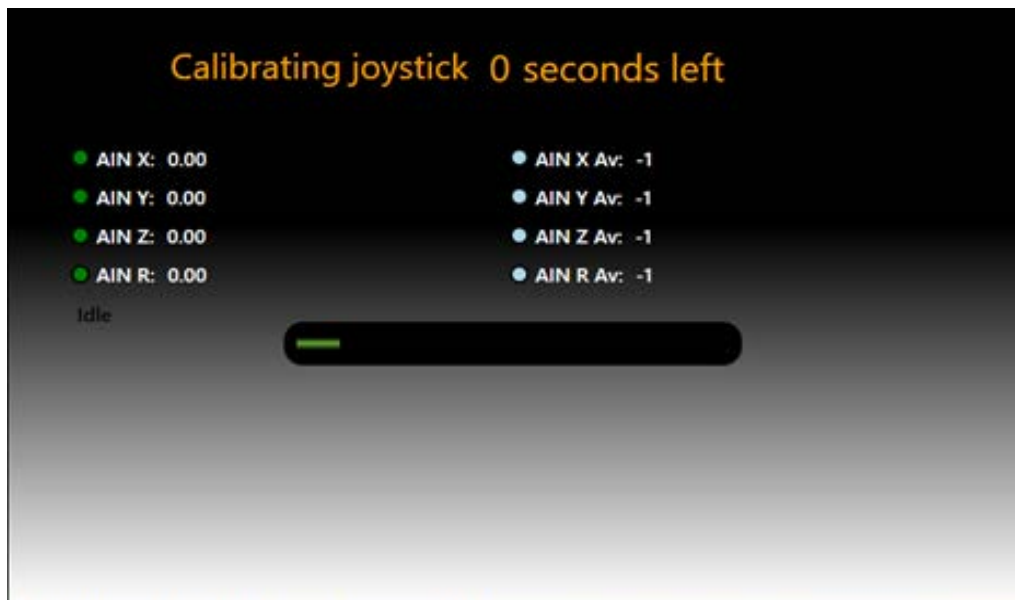 Calibrating joystick 0 seconds left
AIN X: 0.00 AIN X Av: -1
AIN Y: 0.00 AIN Y Av: -1
AIN Z: 0.00 AIN Z Av: -1
AIN R: 0.00 AIN R Av: -1
Idle